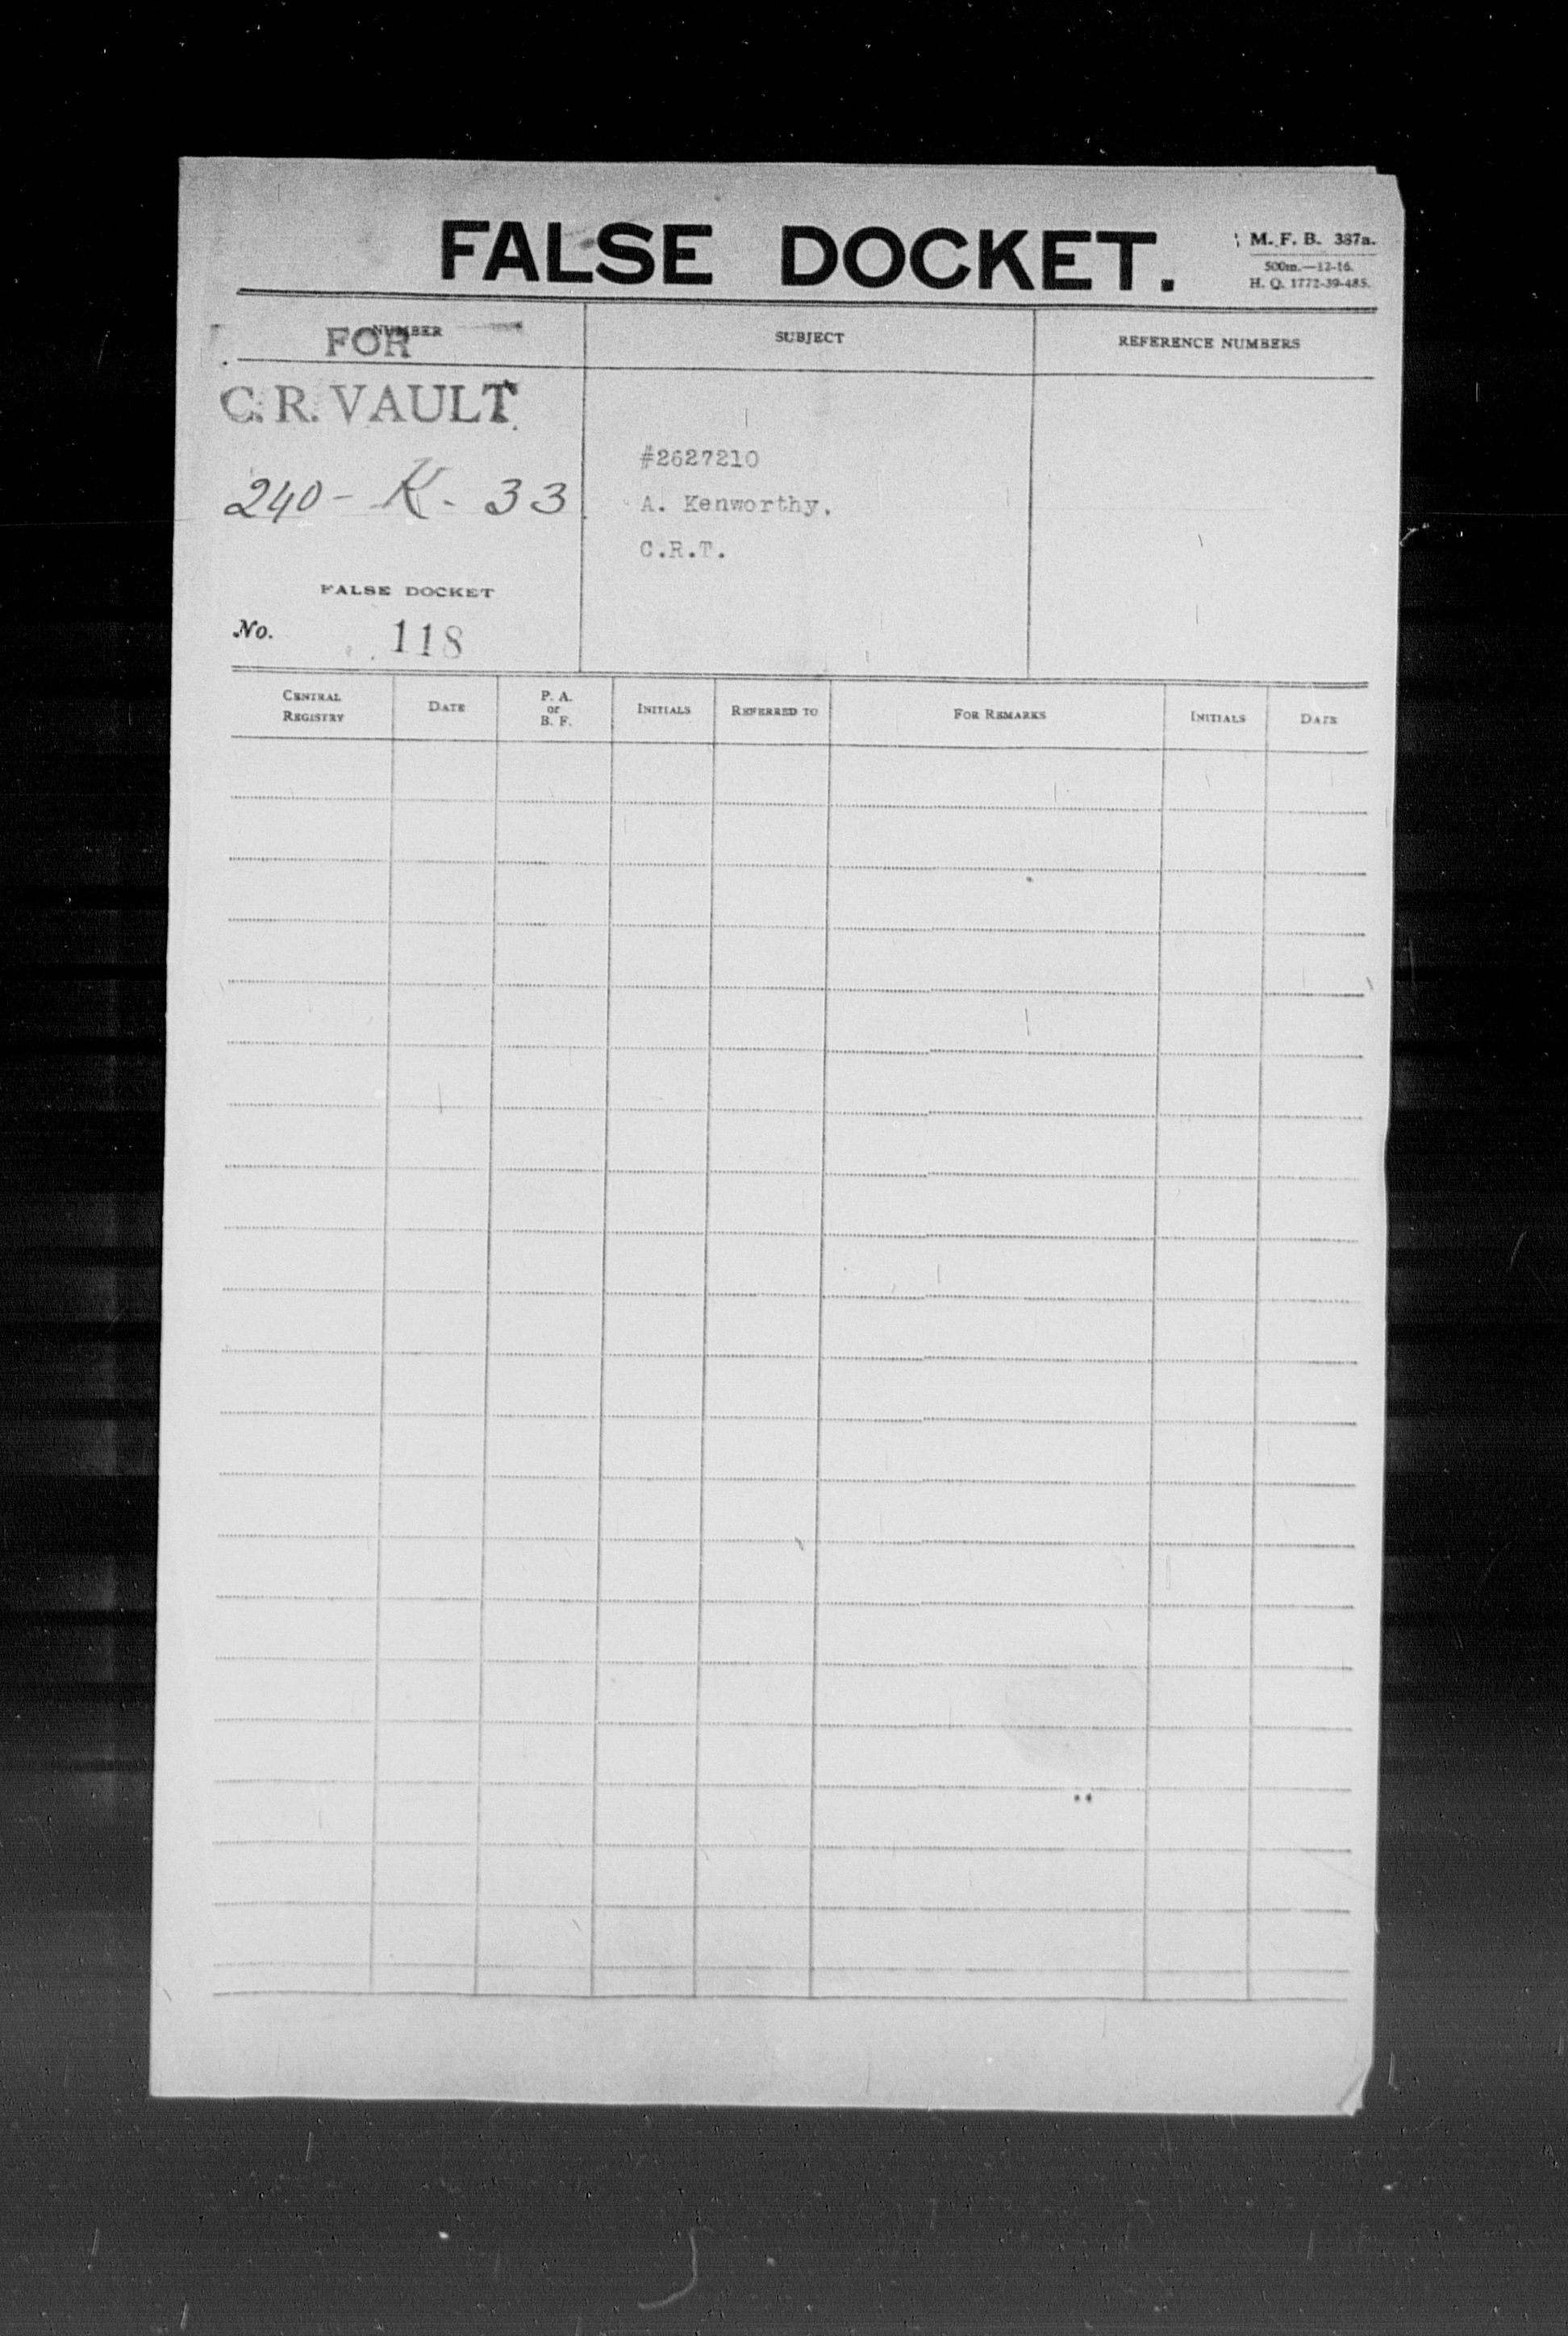 FALSE DOCKET.
M. F. B. 387a.
500m.—12-16.
H. Q. 1772-39-485.
NUMBER
FOR
SUBJECT
REFERENCE NUMBERS
C. R. VAULT
240 - K - 33
#2627210
A. Kenworthy,
C.R.T.
FALSE DOCKET
No. 118
CENTRAL REGISTRY
DATE
P. A.
or
B. F.
INITIALS
REFERRED TO
FOR REMARKS
INITIALS
DATE